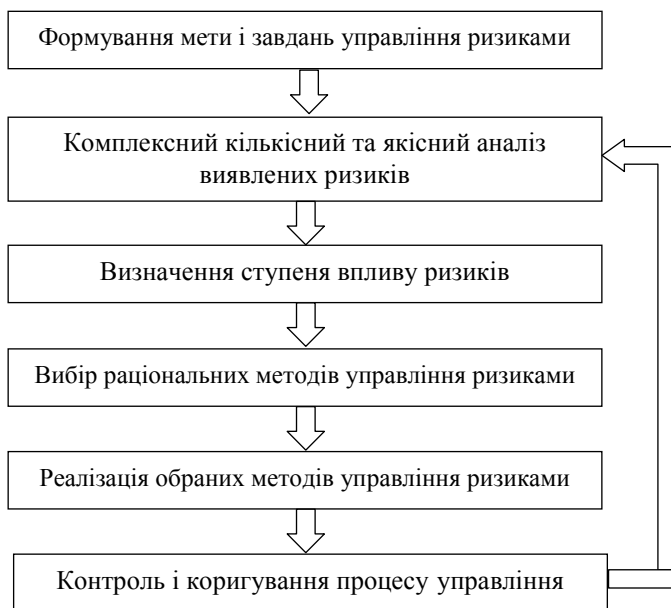 Формування мети і завдань управління ризиками
Комплексний кількісний та якісний аналіз
виявлених ризиків
Визначення ступеня впливу ризиків
Вибір раціональних методів управління ризиками
Реалізація обраних методів управління ризиками
Контроль і коригування процесу управління